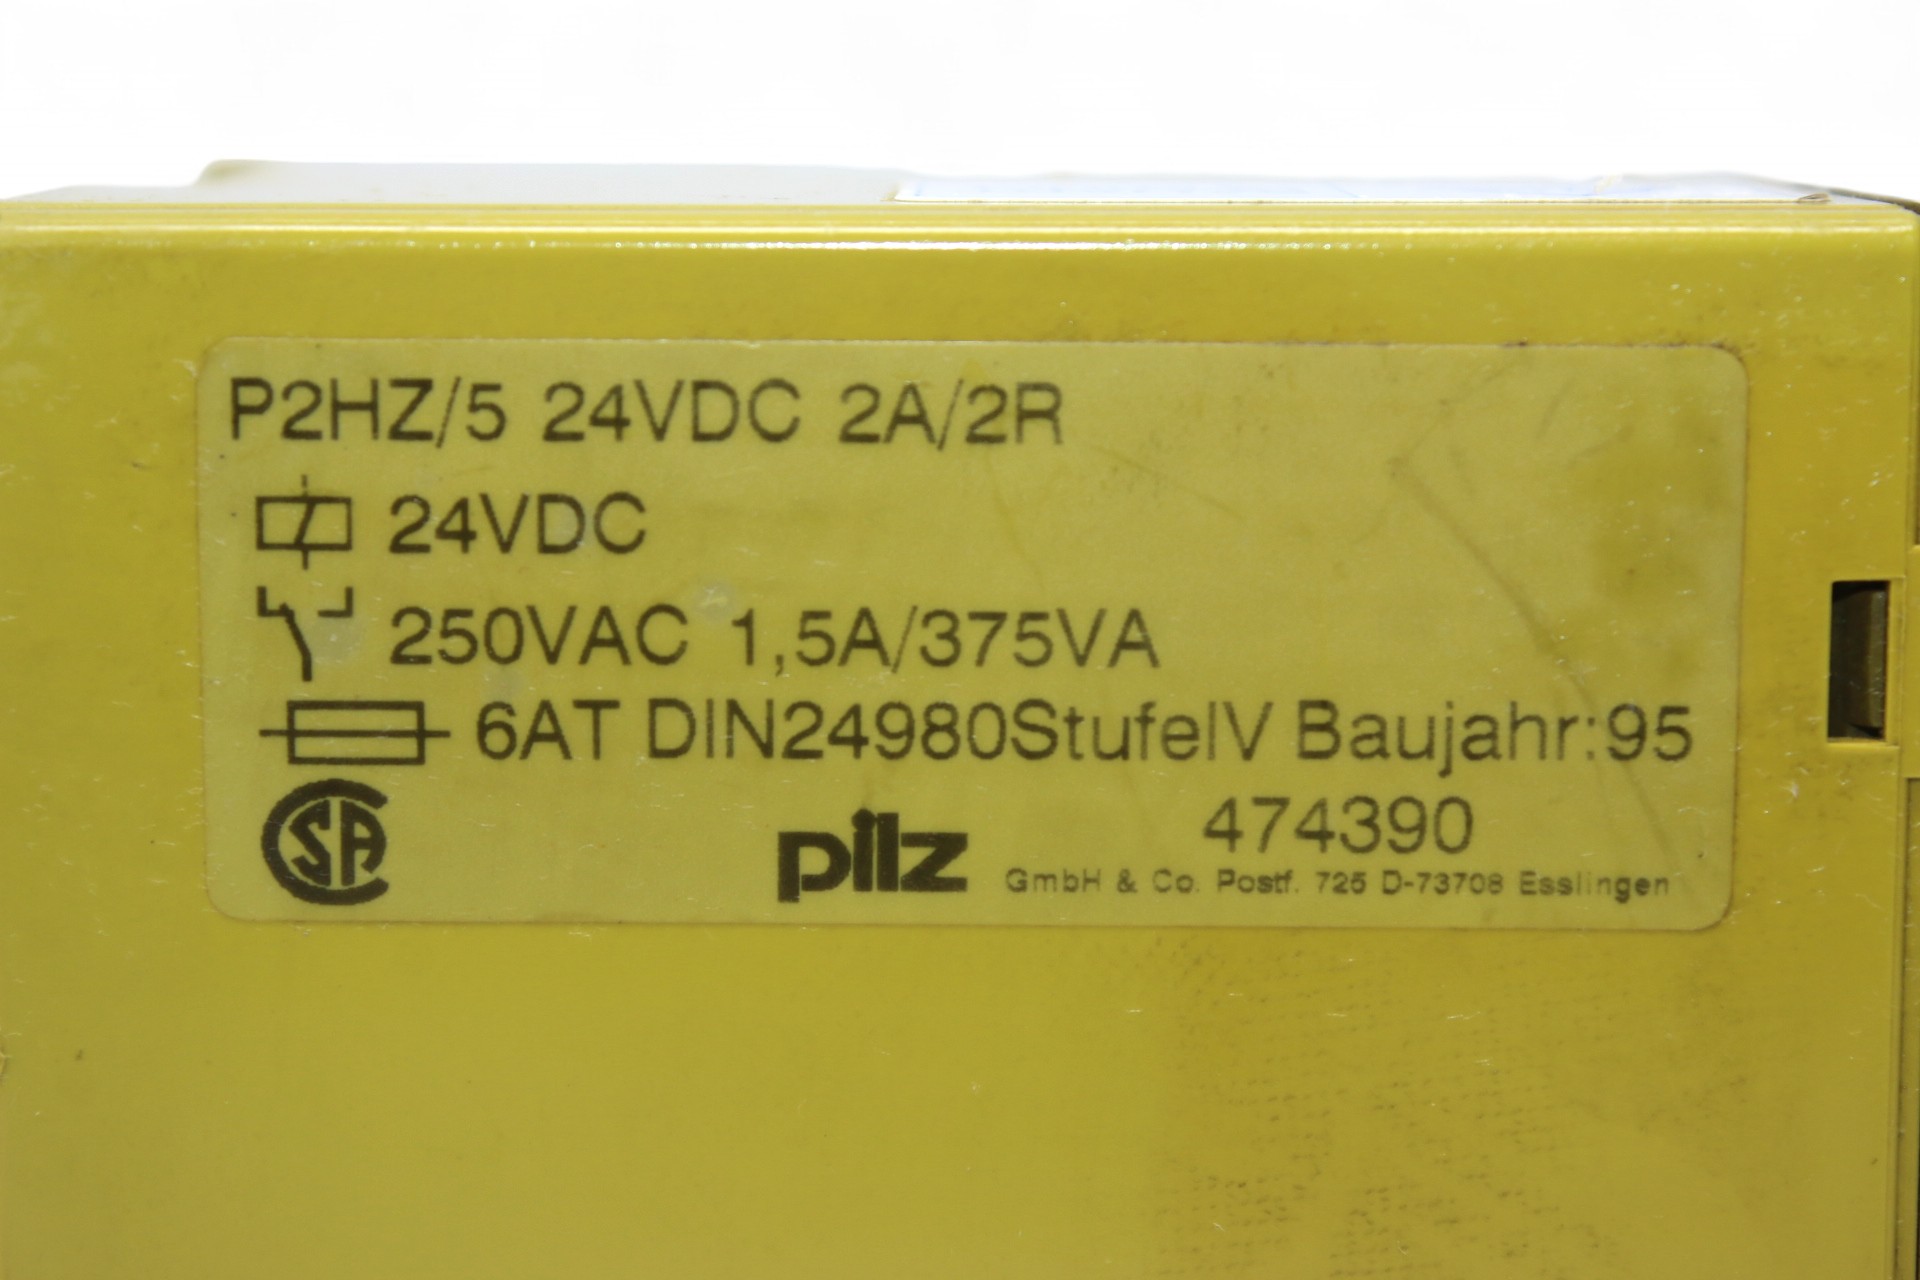 P2HZ/5 24VDC 2A/2R
24VDC
250VAC 1,5A/375VA
6AT DIN24980StufeIV Baujahr:95
474390
CSA pilz GmbH & Co. Postf. 725 D-73708 Esslingen